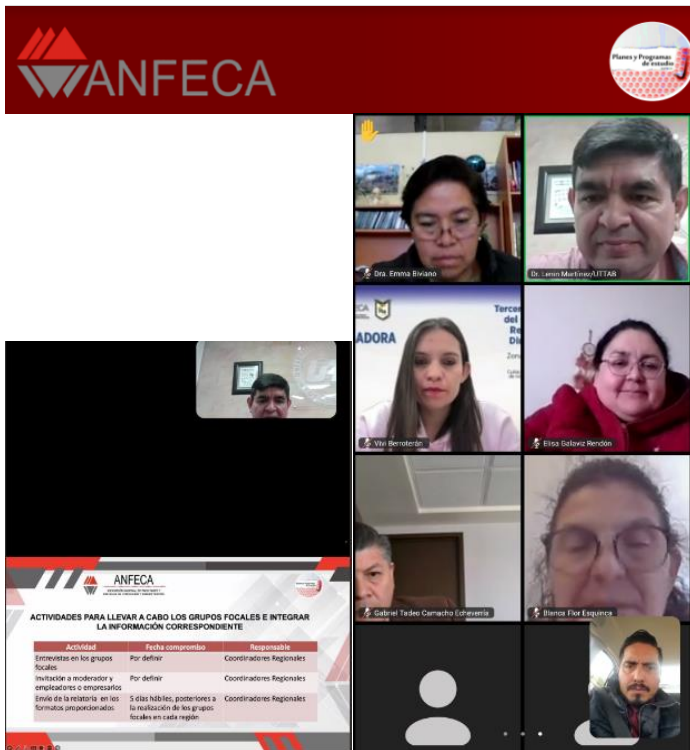 ANFECA
Planes y Programas
de estudio
Dra. Emma Biviano
Dr. Lenin Martínez/UTTAB
ADORA
Vivi Berroterán
Elisa Galaviz Rendón
Gabriel Tadeo Camacho Echeverría
Blanca Flor Esquinca
ANFECA
ACTIVIDADES PARA LLEVAR A CABO LOS GRUPOS FOCALES E INTEGRAR
LA INFORMACIÓN CORRESPONDIENTE
Actividad Fecha compromiso Responsable
Entrevistas en los grupos focales Por definir Coordinadores Regionales
Invitación a moderador y empleadores o empresarios Por definir Coordinadores Regionales
Envío de la relatoría en los formatos proporcionados 5 días hábiles, posteriores a la realización de los grupos focales en cada región Coordinadores Regionales